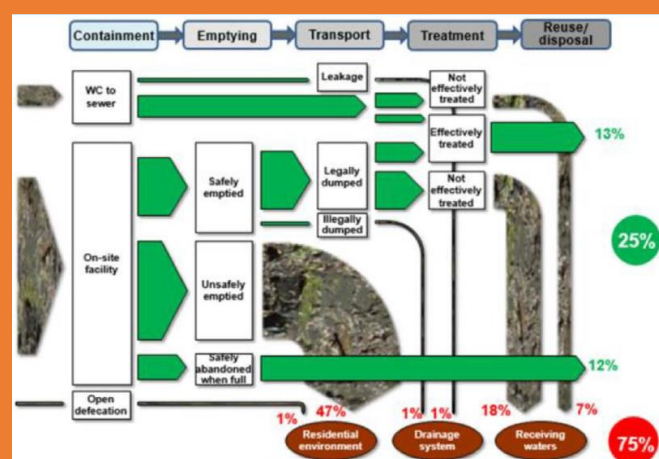 Containment
Emptying
Transport
Treatment
Reuse/
disposal
WC to
sewer
Leakage
Not
effectively
treated
Effectively
treated
13%
On-site
facility
Safely
emptied
Legally
dumped
Not
effectively
treated
Illegally
dumped
25%
Unsafely
emptied
Safely
abandoned
when full
12%
Open
defecation
1%
47%
1%
1%
18%
7%
Residential
environment
Drainage
system
Receiving
waters
75%